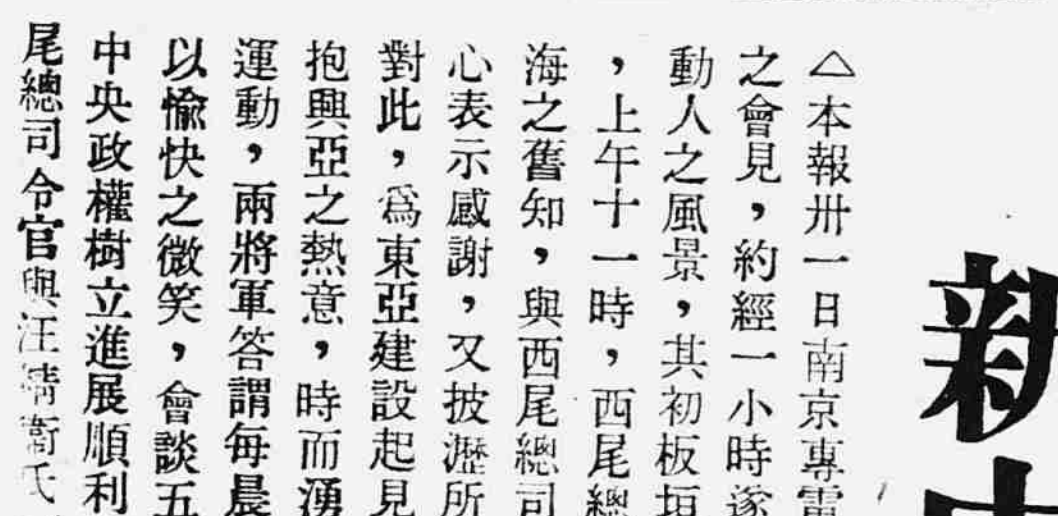 新
△本報卅一日南京專電
之會見，約經一小時遂
動人之風景，其初板垣
，上午十一時，西尾總
海之舊知，與西尾總司
心表示感謝，又披瀝所
對此，爲東亞建設起見
抱興亞之熱意，時而湧
運動，兩將軍答謂每晨
以愉快之微笑，會談五
中央政權樹立進展順利
尾總司令官與汪精衞氏